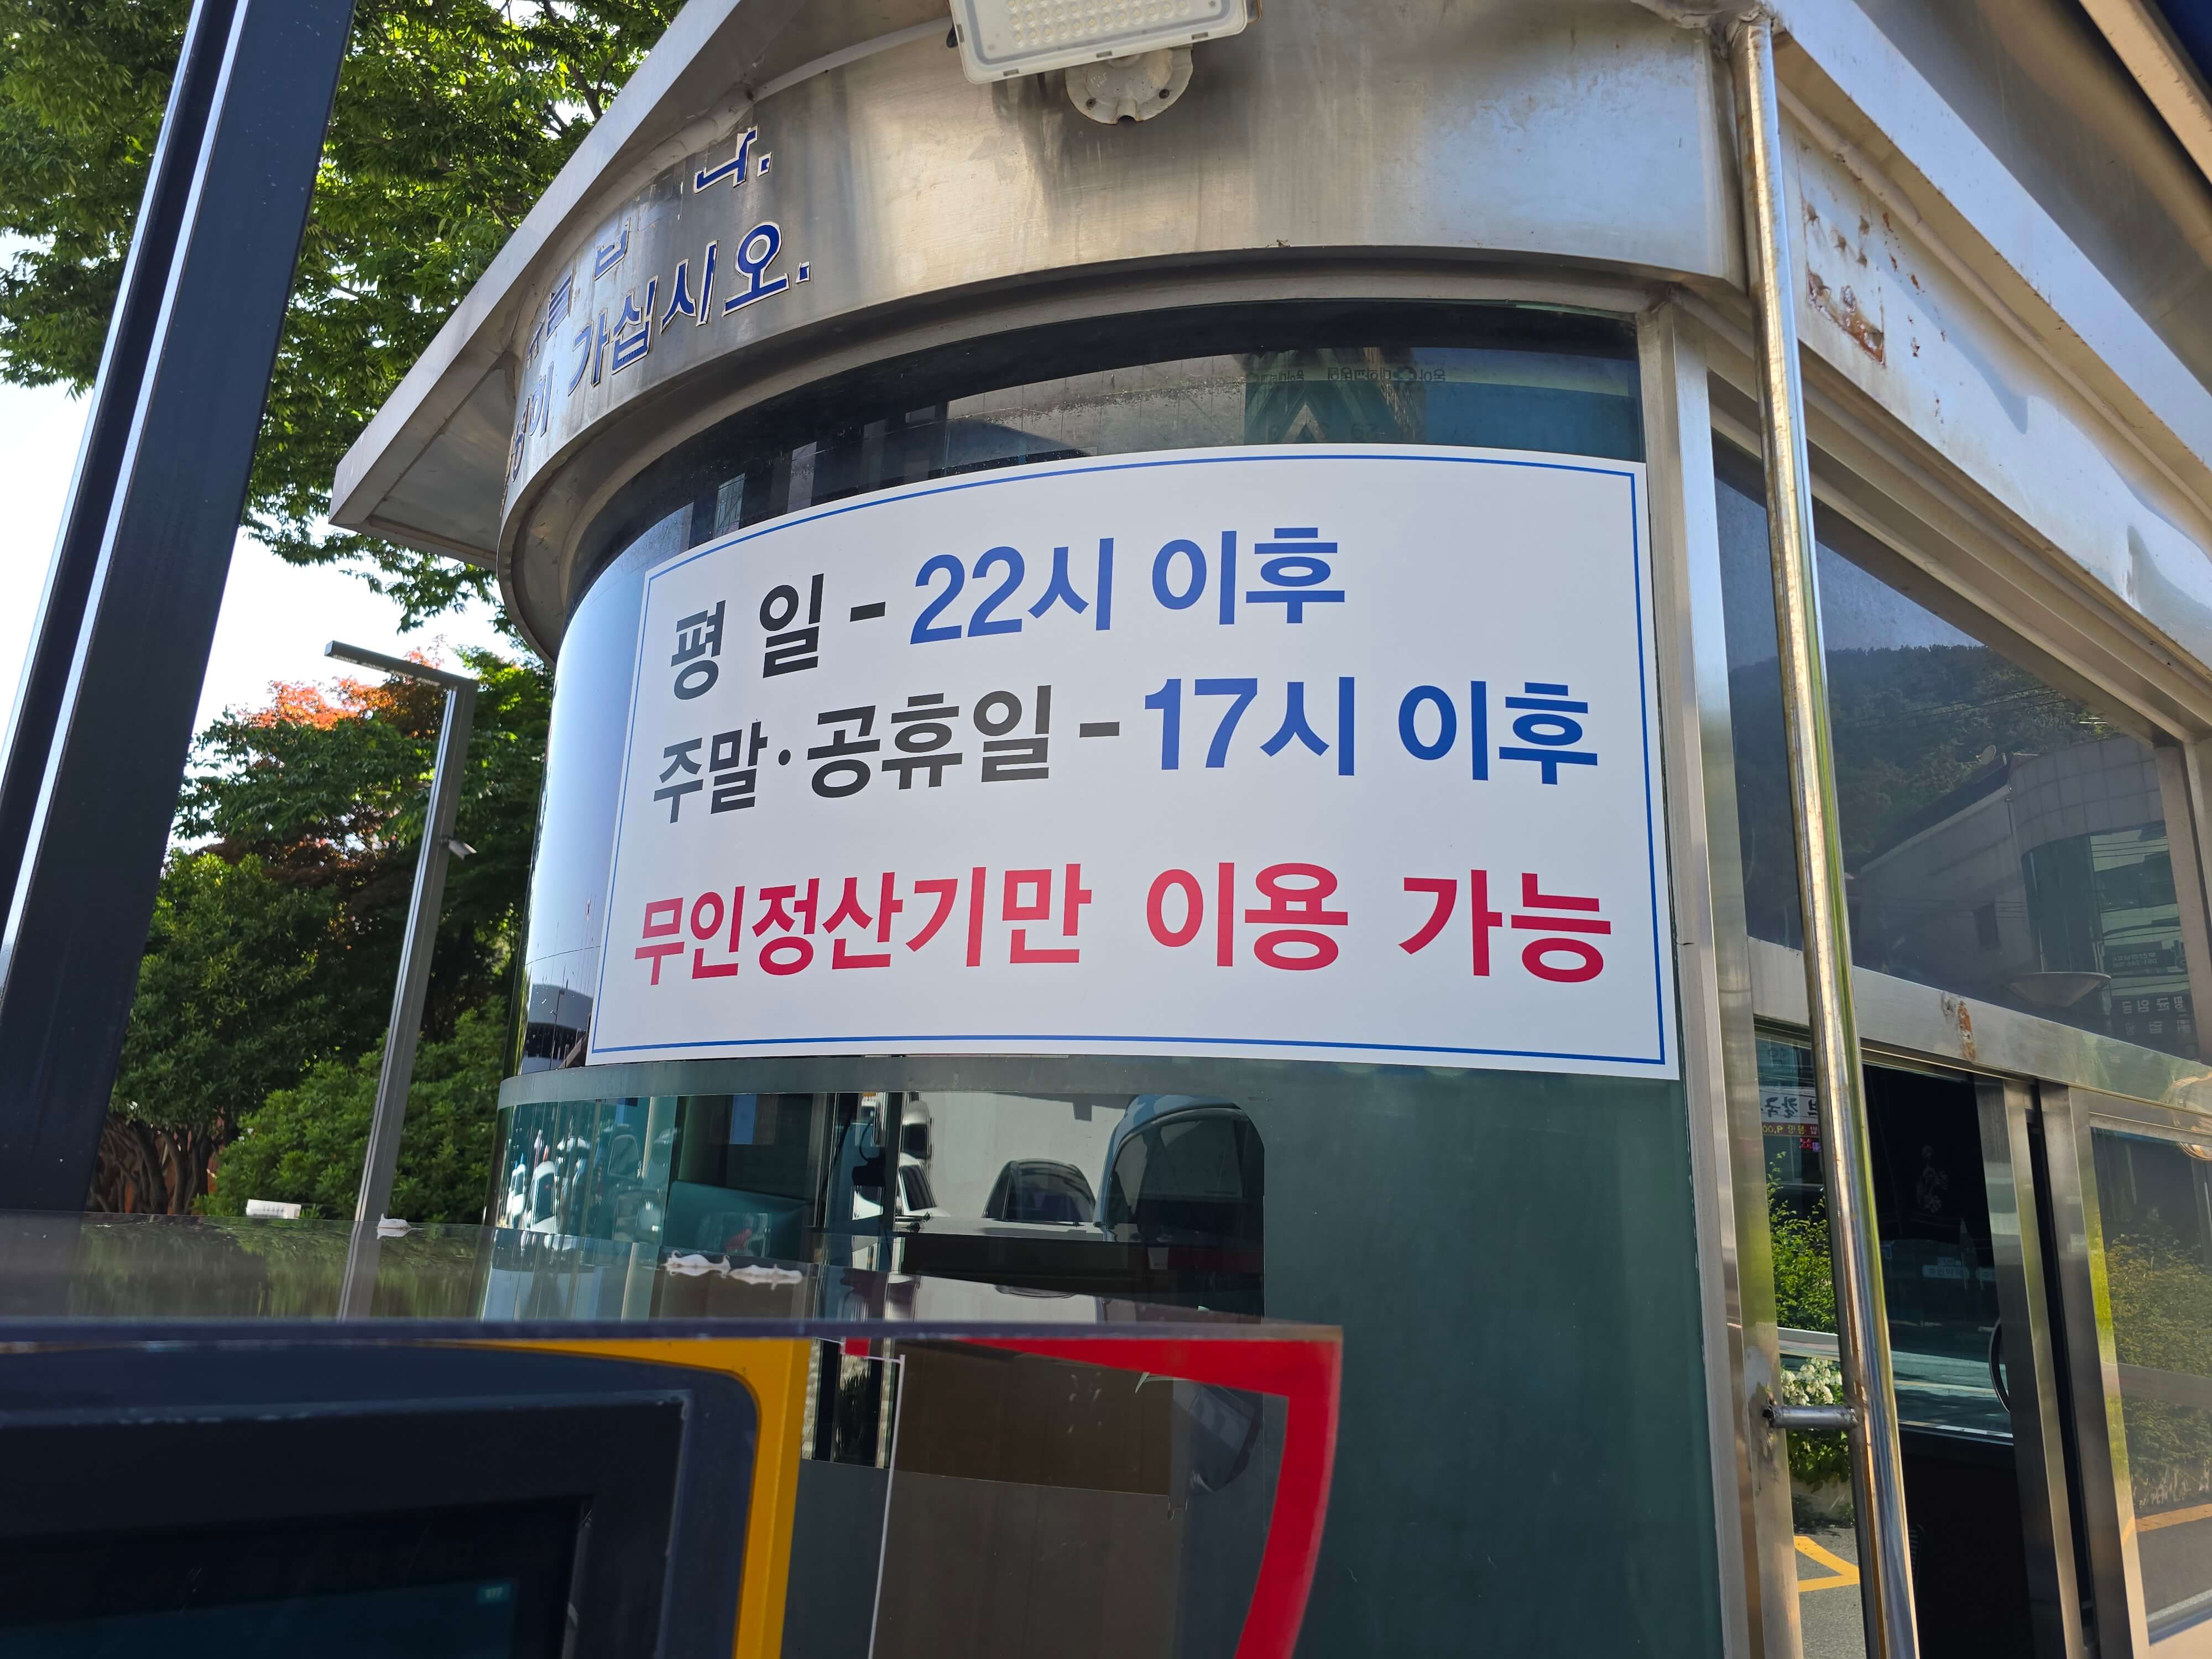 가십시오.
평 일 - 22시 이후
주말·공휴일 - 17시 이후
무인정산기만 이용 가능